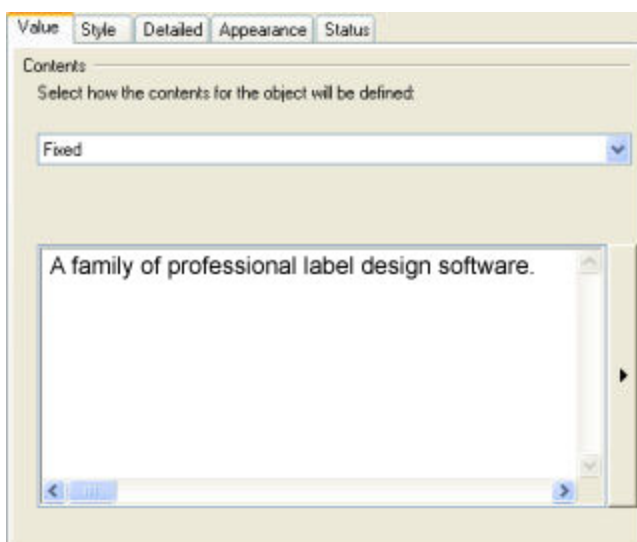 Value Style Detailed Appearance Status
Contents
Select how the contents for the object will be defined:
Fixed
A family of professional label design software.